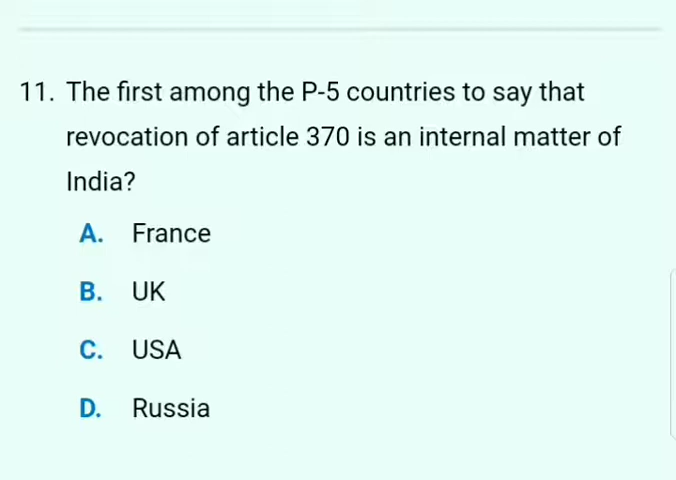 11. The first among the P-5 countries to say that
revocation of article 370 is an internal matter of
India?
A. France
B. UK
C. USA
D. Russia